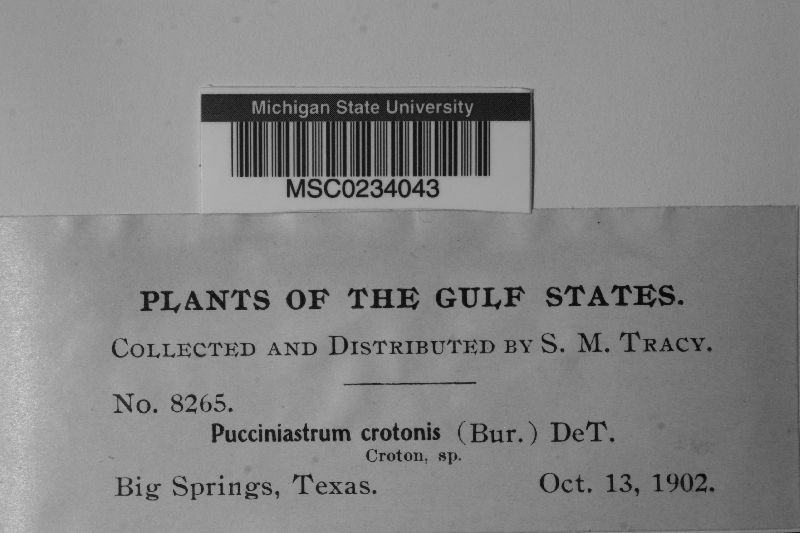 Michigan State University
MSC0234043
PLANTS OF THE GULF STATES.
COLLECTED AND DISTRIBUTED BY S. M. TRACY.
No. 8265.
Pucciniastrum crotonis (Bur.) DeT.
Croton, sp.
Big Springs, Texas. Oct. 13, 1902.